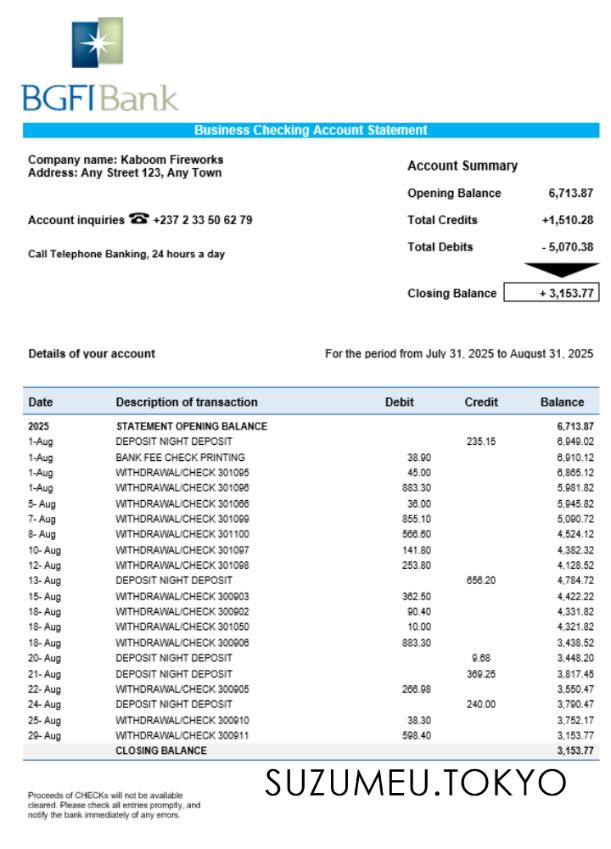 BGFIBank
Business Checking Account Statement
Company name: Kaboom Fireworks
Address: Any Street 123, Any Town
Account inquiries ☎ +237 2 33 50 62 79
Call Telephone Banking, 24 hours a day
Account Summary
Opening Balance 6,713.87
Total Credits +1,510.28
Total Debits - 5,070.38
Closing Balance + 3,153.77
Details of your account For the period from July 31, 2025 to August 31, 2025
Date Description of transaction Debit Credit Balance
2025 STATEMENT OPENING BALANCE 6,713.87
1-Aug DEPOSIT NIGHT DEPOSIT 235.15 6,949.02
1-Aug BANK FEE CHECK PRINTING 38.90 6,910.12
1-Aug WITHDRAWAL/CHECK 301095 45.00 6,865.12
1-Aug WITHDRAWAL/CHECK 301096 883.30 5,981.82
5- Aug WITHDRAWAL/CHECK 301066 36.00 5,945.82
7- Aug WITHDRAWAL/CHECK 301099 855.10 5,090.72
8- Aug WITHDRAWAL/CHECK 301100 566.60 4,524.12
10- Aug WITHDRAWAL/CHECK 301097 141.80 4,382.32
12- Aug WITHDRAWAL/CHECK 301098 253.80 4,128.52
13- Aug DEPOSIT NIGHT DEPOSIT 656.20 4,784.72
15- Aug WITHDRAWAL/CHECK 300903 362.50 4,422.22
18- Aug WITHDRAWAL/CHECK 300902 90.40 4,331.82
18- Aug WITHDRAWAL/CHECK 301050 10.00 4,321.82
18- Aug WITHDRAWAL/CHECK 300906 883.30 3,438.52
20- Aug DEPOSIT NIGHT DEPOSIT 9.68 3,448.20
21- Aug DEPOSIT NIGHT DEPOSIT 369.25 3,817.45
22- Aug WITHDRAWAL/CHECK 300905 266.98 3,550.47
24- Aug DEPOSIT NIGHT DEPOSIT 240.00 3,790.47
25- Aug WITHDRAWAL/CHECK 300910 38.30 3,752.17
29- Aug WITHDRAWAL/CHECK 300911 598.40 3,153.77
CLOSING BALANCE 3,153.77
SUZUMEU.TOKYO
Proceeds of CHECKs will not be available
cleared. Please check all entries promptly, and
notify the bank immediately of any errors.